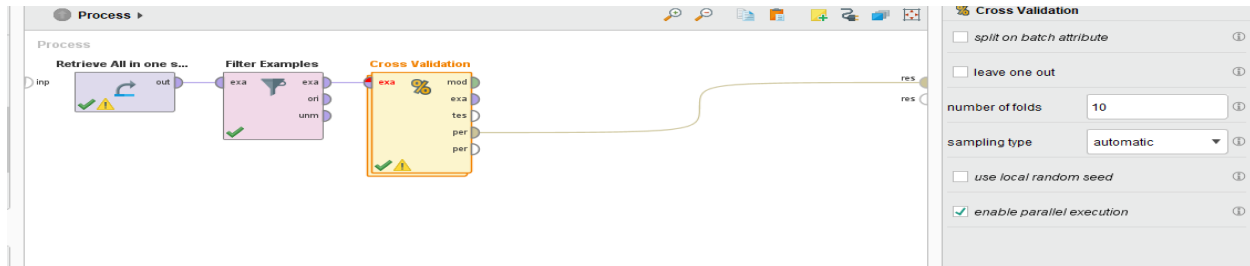 Process
Process
Retrieve All in one s...
Filter Examples
Cross Validation
inp
out
exa
exa
ori
unm
exa
mod
exa
tes
per
per
res
res
Cross Validation
split on batch attribute
leave one out
number of folds
10
sampling type
automatic
use local random seed
enable parallel execution